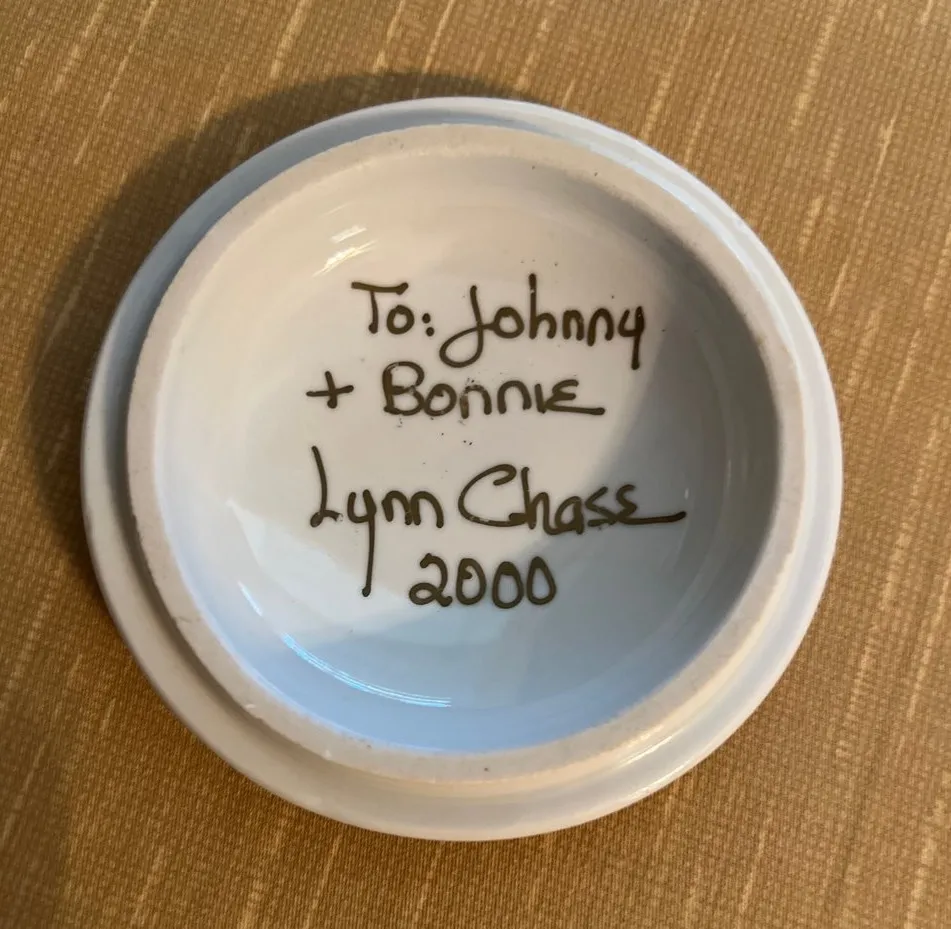 To: Johnny
+ Bonnie
Lynn Chase
2000